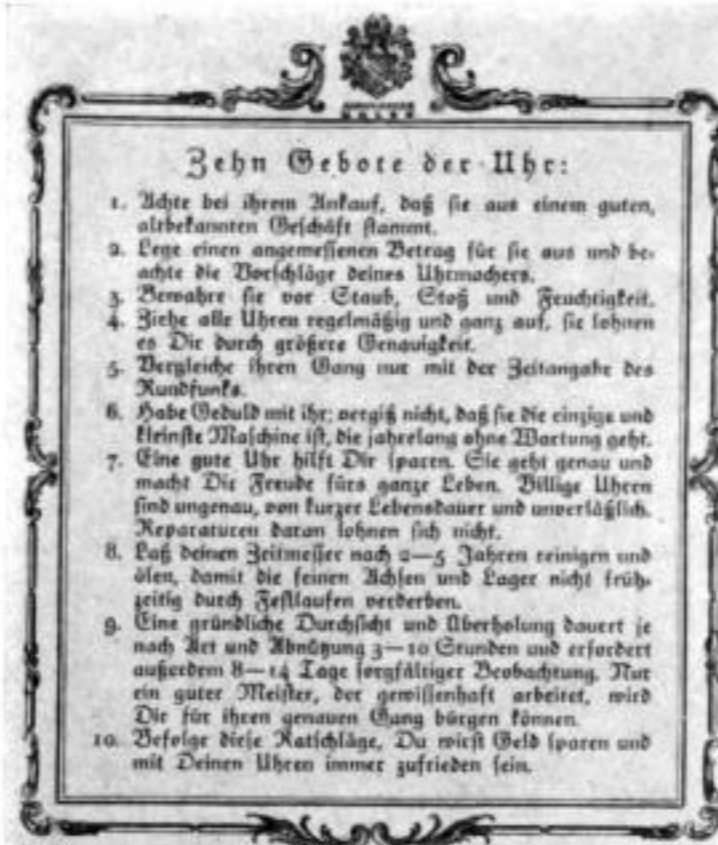 Zehn Gebote der Uhr:
1. Achte bei ihrem Ankauf, daß sie aus einem guten,
altbekannten Geschäft stammt.
2. Lege einen angemessenen Betrag für sie aus und be-
achte die Vorschläge deines Uhrmachers.
3. Bewahre sie vor Staub, Stoß und Feuchtigkeit.
4. Ziehe alle Uhren regelmäßig und ganz auf, sie lohnen
es Dir durch größere Genauigkeit.
5. Vergleiche ihren Gang nur mit der Zeitangabe des
Rundfunks.
6. Habe Geduld mit ihr; vergiß nicht, daß sie die einzige und
kleinste Maschine ist, die jahrelang ohne Wartung geht.
7. Eine gute Uhr hilft Dir sparen. Sie geht genau und
macht Dir Freude fürs ganze Leben. Billige Uhren
sind ungenau, von kurzer Lebensdauer und unverläßlich.
Reparaturen daran lohnen sich nicht.
8. Laß deinen Zeitmesser nach 2—5 Jahren reinigen und
ölen, damit die feinen Achsen und Lager nicht früh-
zeitig durch Festlaufen verderben.
9. Eine gründliche Durchsicht und Überholung dauert je
nach Art und Abnützung 3—10 Stunden und erfordert
außerdem 8—14 Tage sorgfältiger Beobachtung. Nur
ein guter Meister, der gewissenhaft arbeitet, wird
Dir für ihren genauen Gang bürgen können.
10. Befolge diese Ratschläge, Du wirst Geld sparen und
mit Deinen Uhren immer zufrieden sein.